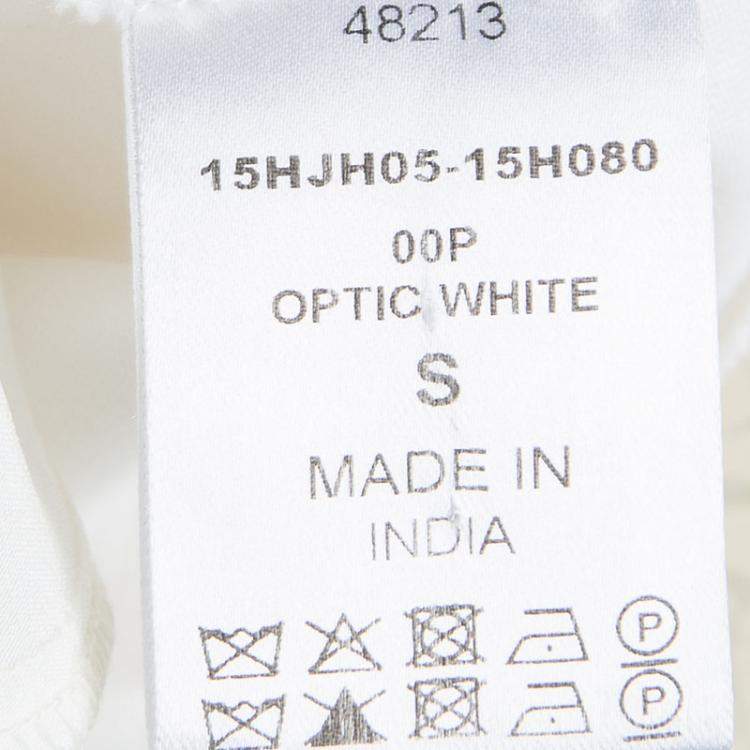 48213
15HJH05-15H080
00P
OPTIC WHITE
S
MADE IN
INDIA
P
P